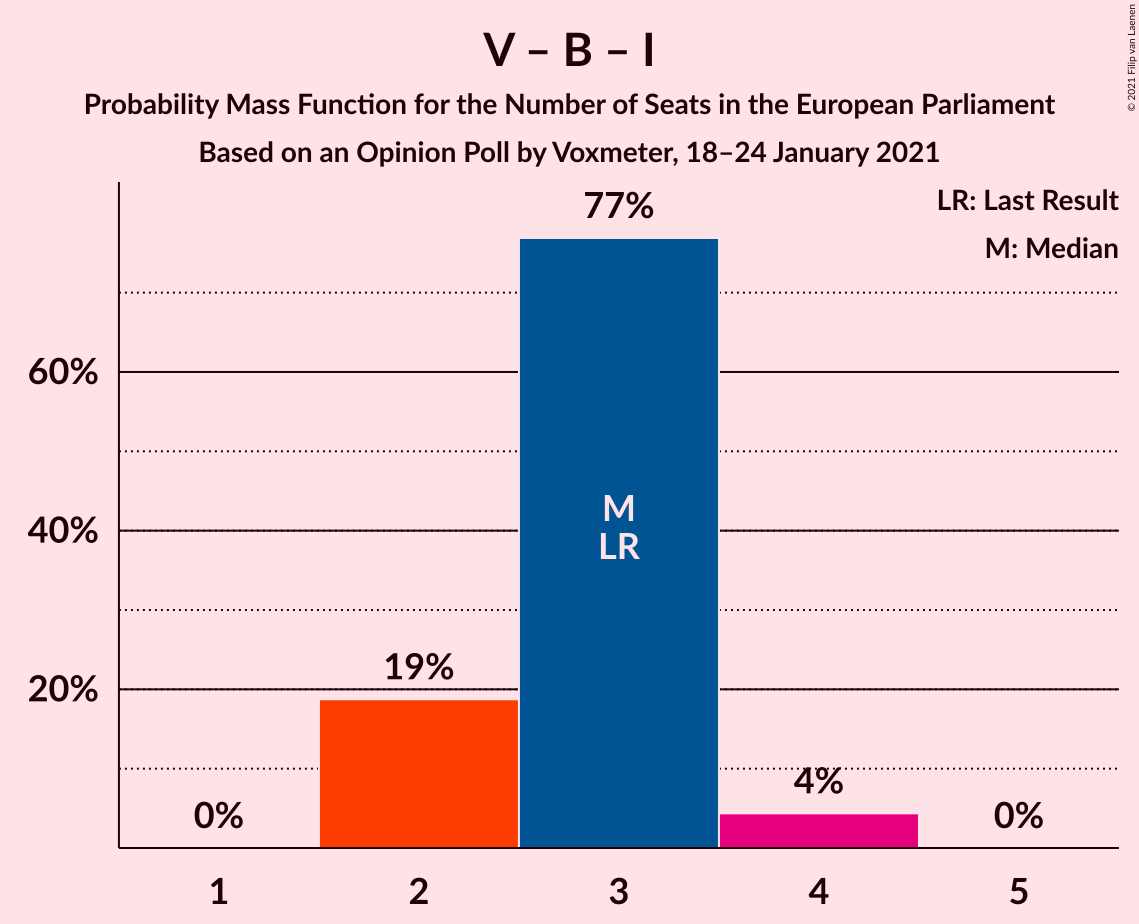 V – B – I
Probability Mass Function for the Number of Seats in the European Parliament
Based on an Opinion Poll by Voxmeter, 18–24 January 2021
© 2021 Filip van Laenen
LR: Last Result
M: Median
77%
60%
40%
20%
M
LR
19%
4%
0%
0%
1
2
3
4
5